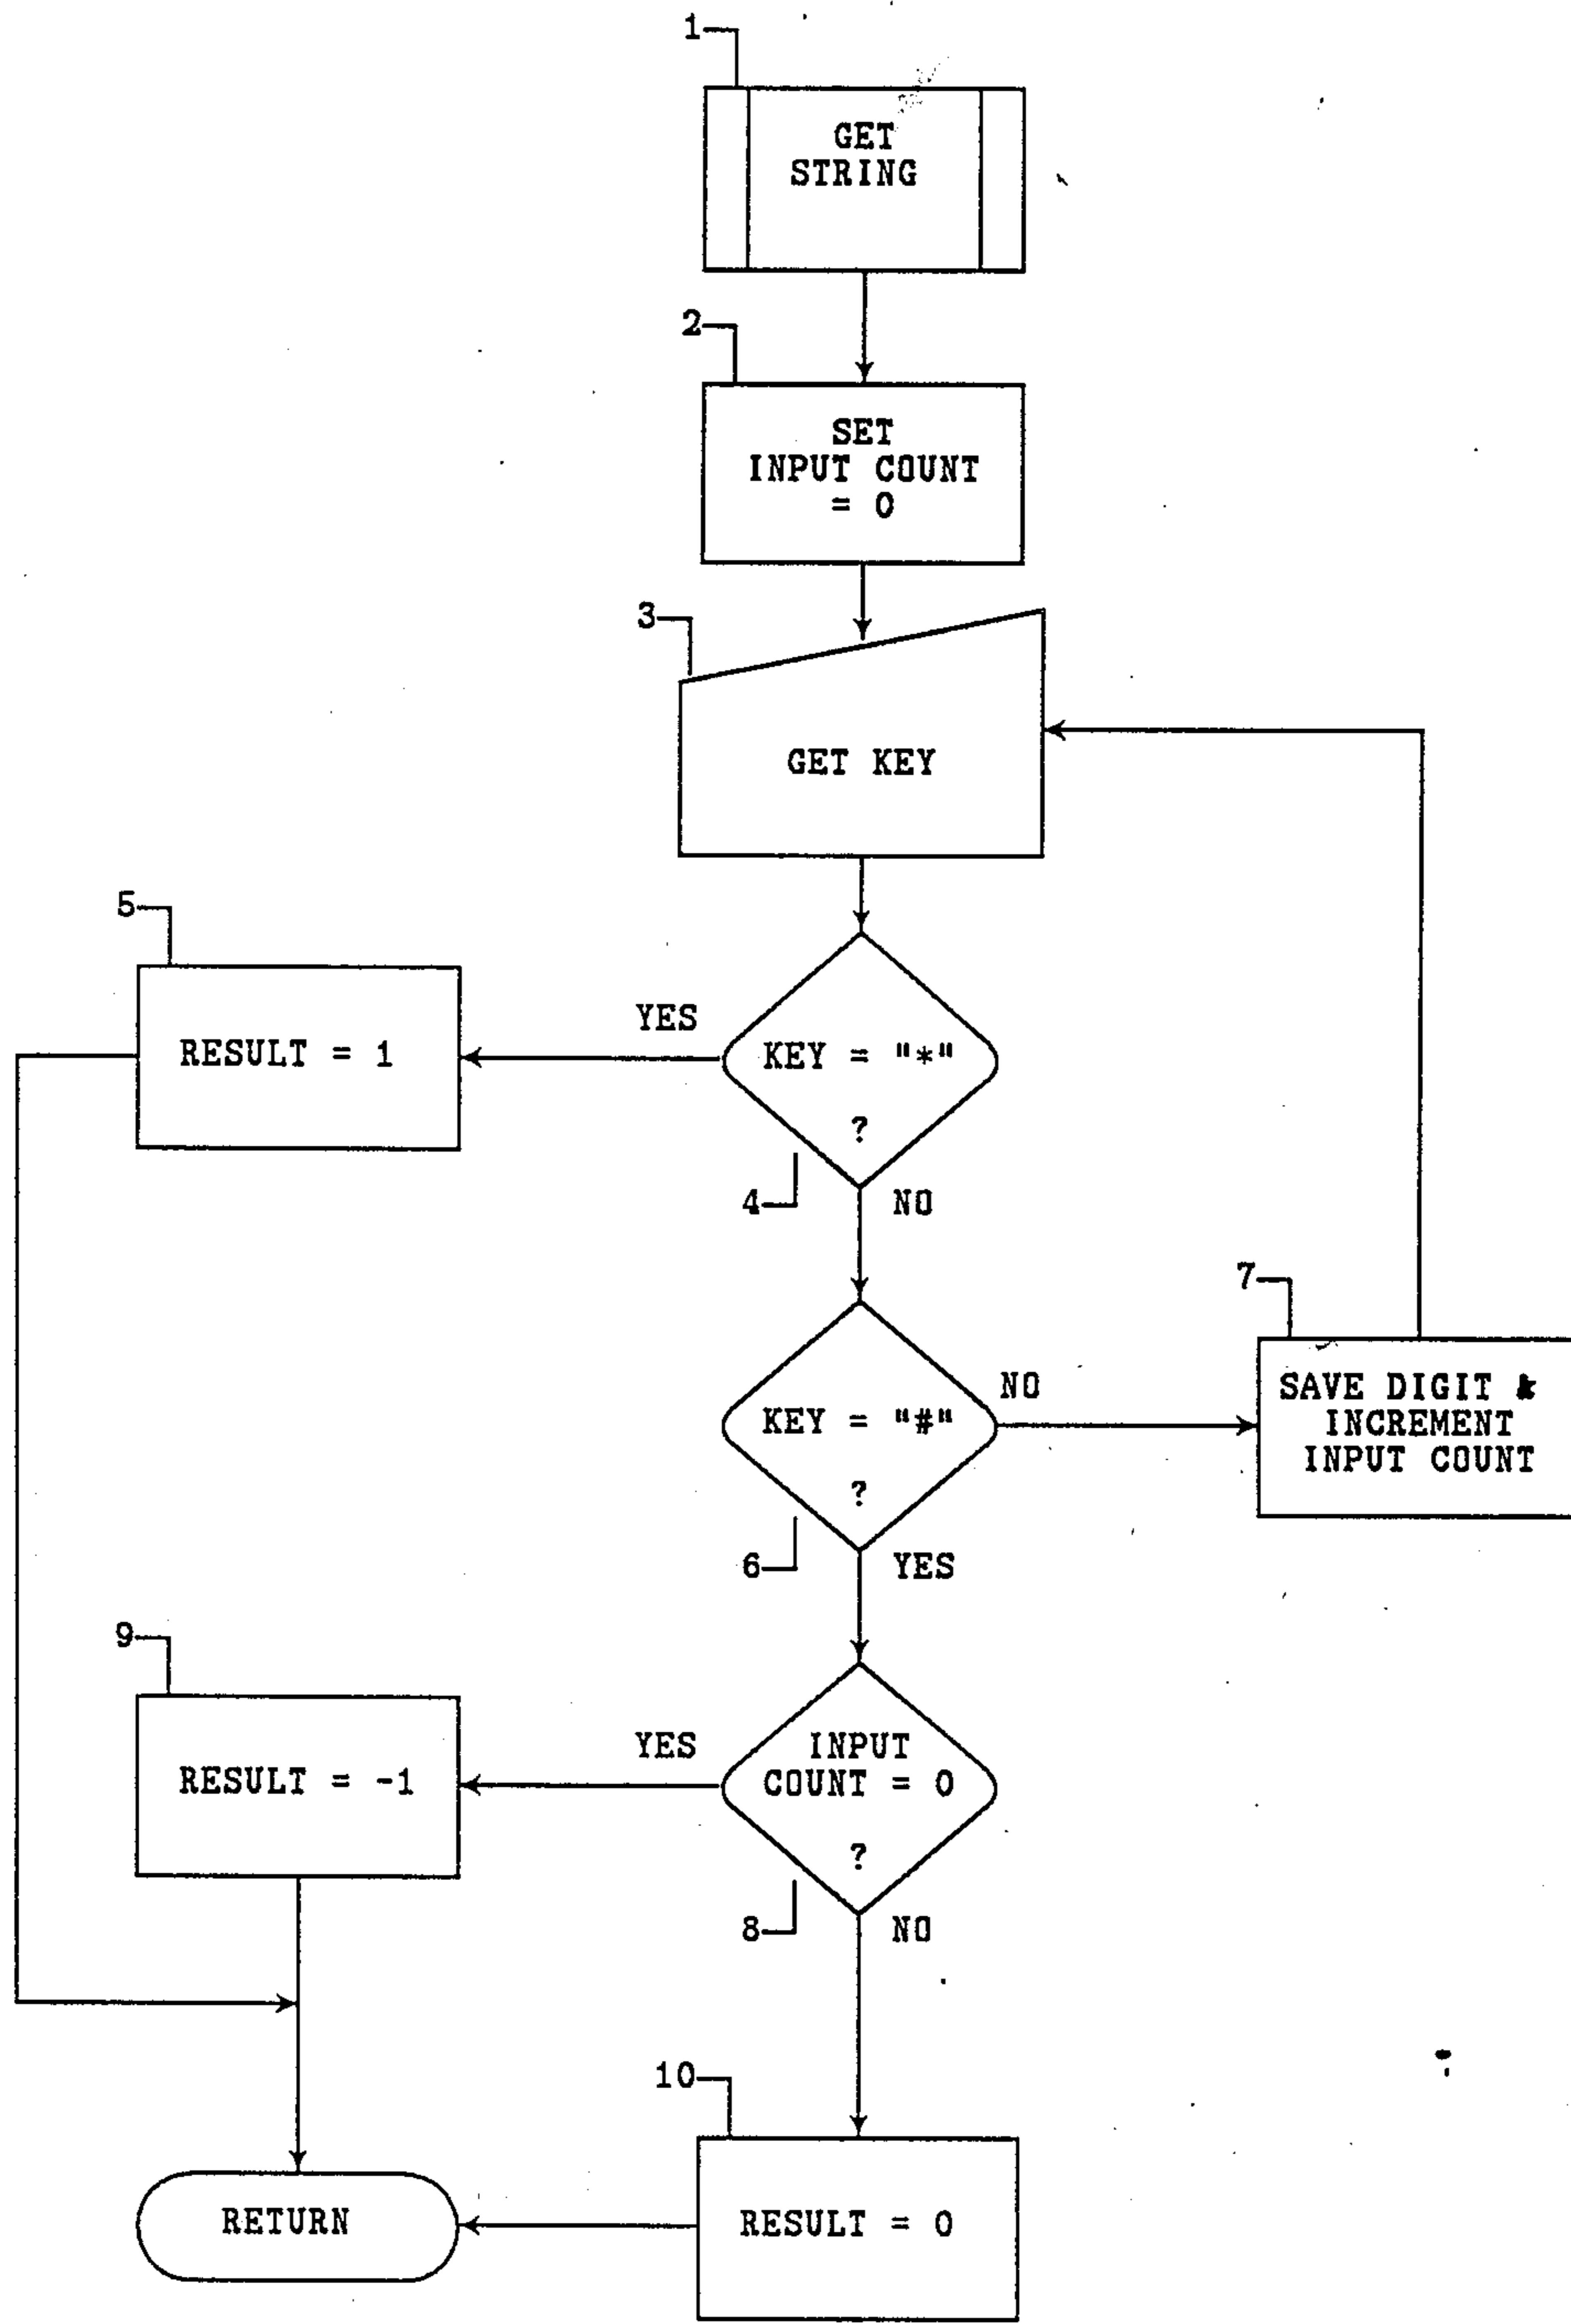 1
GET
STRING
2
SET
INPUT COUNT
= 0
3
GET KEY
5
RESULT = 1
YES
KEY = "*"
?
4
NO
7
SAVE DIGIT &
INCREMENT
INPUT COUNT
NO
KEY = "#"
?
6
YES
9
RESULT = -1
YES
INPUT
COUNT = 0
?
8
NO
10
RETURN
RESULT = 0